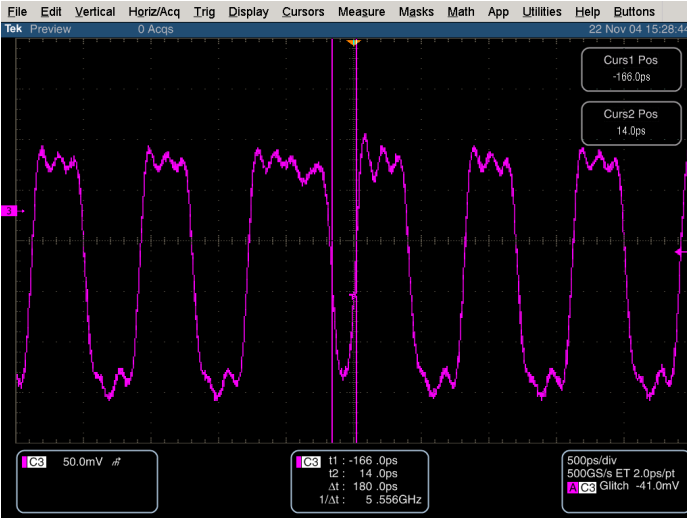 File Edit Vertical Horiz/Acq Trig Display Cursors Measure Masks Math App Utilities Help Buttons
Tek Preview 0 Acqs 22 Nov 04 15:28:44
Curs1 Pos
-166.0ps
Curs2 Pos
14.0ps
3
C3 50.0mV
C3 t1 : -166 .0ps
t2 : 14 .0ps
Δt : 180 .0ps
1/Δt : 5 .556GHz
500ps/div
500GS/s ET 2.0ps/pt
A C3 Glitch -41.0mV